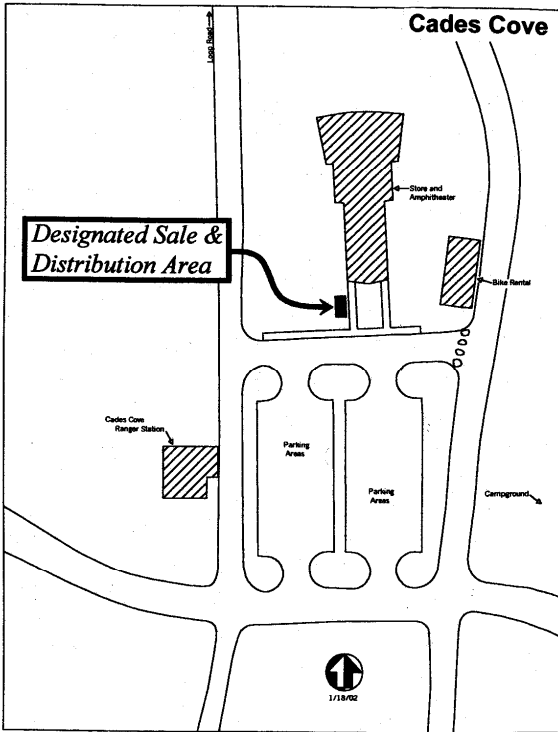 Cades Cove
Loop Road
Store and
Amphitheater
Designated Sale &
Distribution Area
Bike Rental
Cades Cove
Ranger Station
Parking
Areas
Parking
Areas
Campground
1/18/02